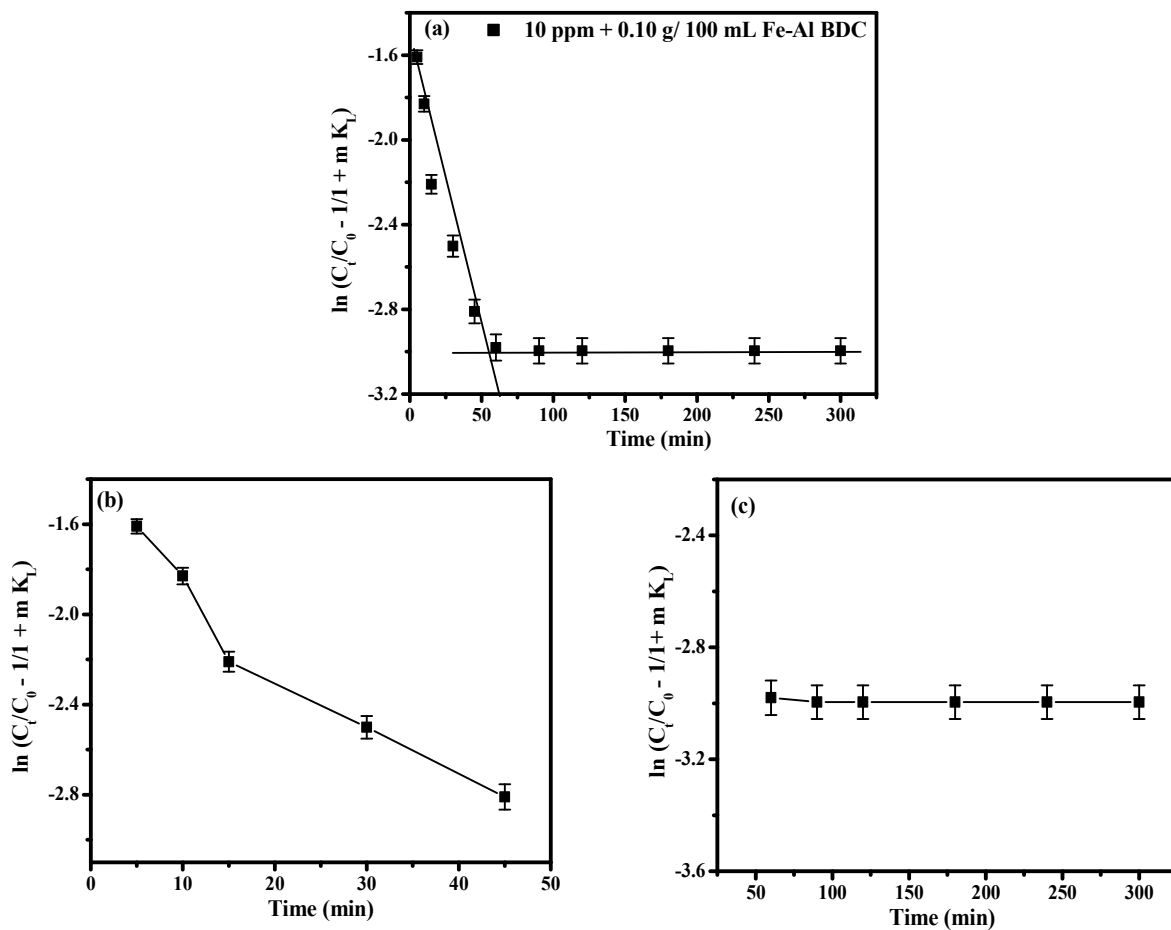 (a) ■ 10 ppm + 0.10 g/ 100 mL Fe-Al BDC
ln (Ct/C0 - 1/1 + m KL)
-1.6
-2.0
-2.4
-2.8
-3.2
0 50 100 150 200 250 300
Time (min)
(b)
ln (Ct/C0 - 1/1 + m KL)
-1.6
-2.0
-2.4
-2.8
0 10 20 30 40 50
Time (min)
(c)
ln (Ct/C0 - 1/1+ m KL)
-2.4
-2.8
-3.2
-3.6
50 100 150 200 250 300
Time (min)